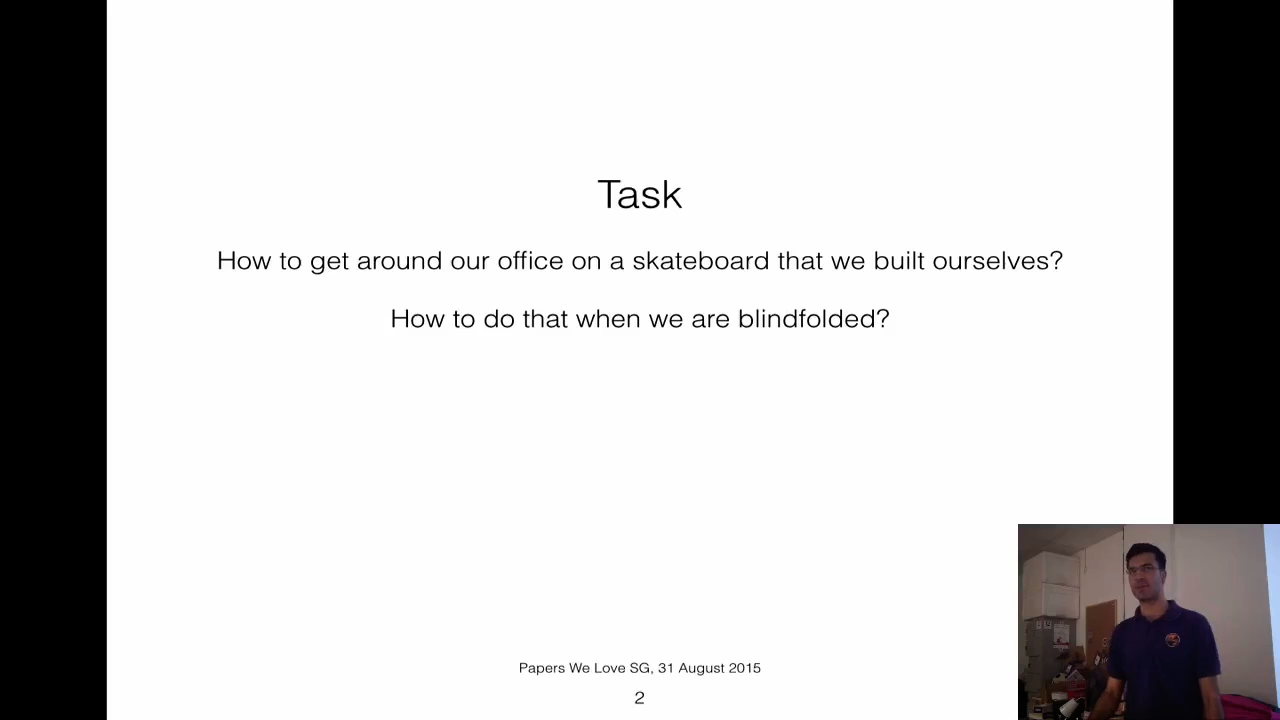 Task
How to get around our office on a skateboard that we built ourselves?
How to do that when we are blindfolded?
Papers We Love SG, 31 August 2015
2